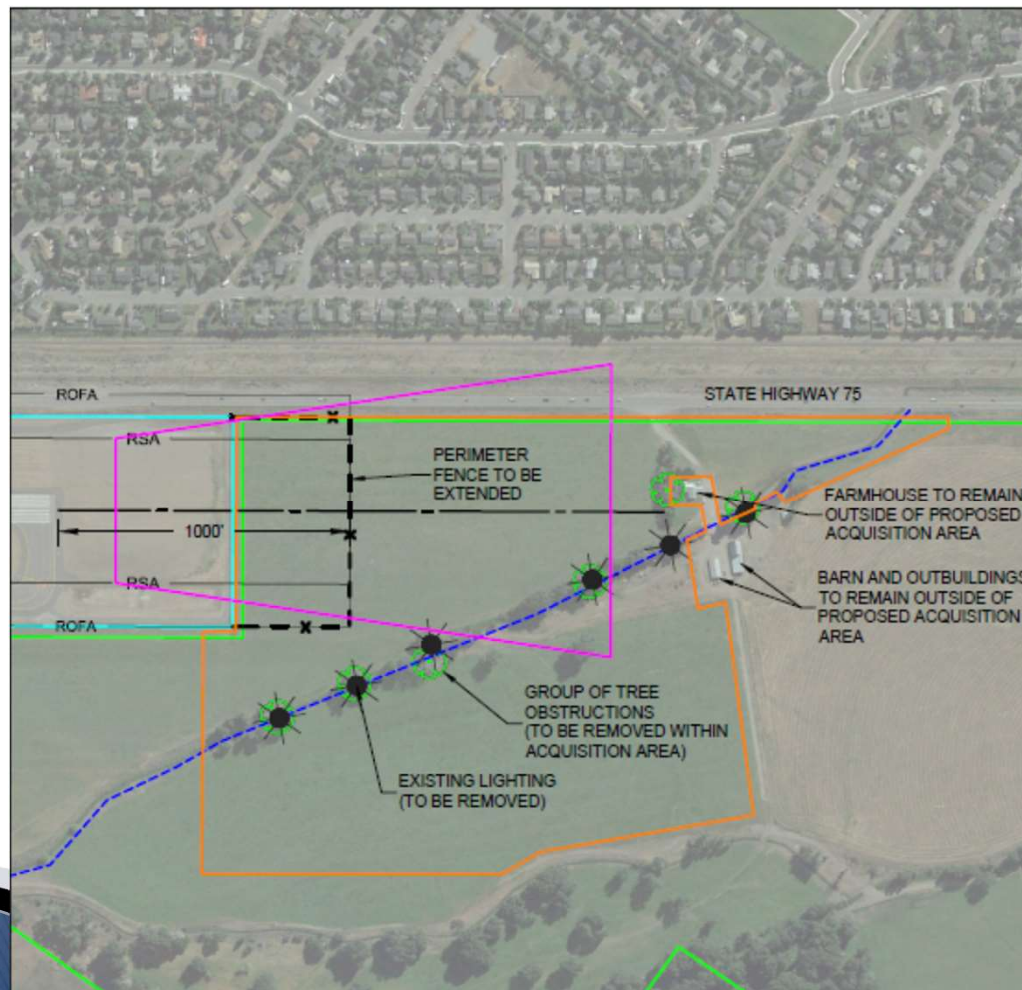 ROFA
STATE HIGHWAY 75
RSA
PERIMETER
FENCE TO BE
EXTENDED
1000'
FARMHOUSE TO REMAIN
OUTSIDE OF PROPOSED
ACQUISITION AREA
RSA
BARN AND OUTBUILDINGS
TO REMAIN OUTSIDE OF
PROPOSED ACQUISITION
AREA
ROFA
GROUP OF TREE
OBSTRUCTIONS
(TO BE REMOVED WITHIN
ACQUISITION AREA)
EXISTING LIGHTING
(TO BE REMOVED)